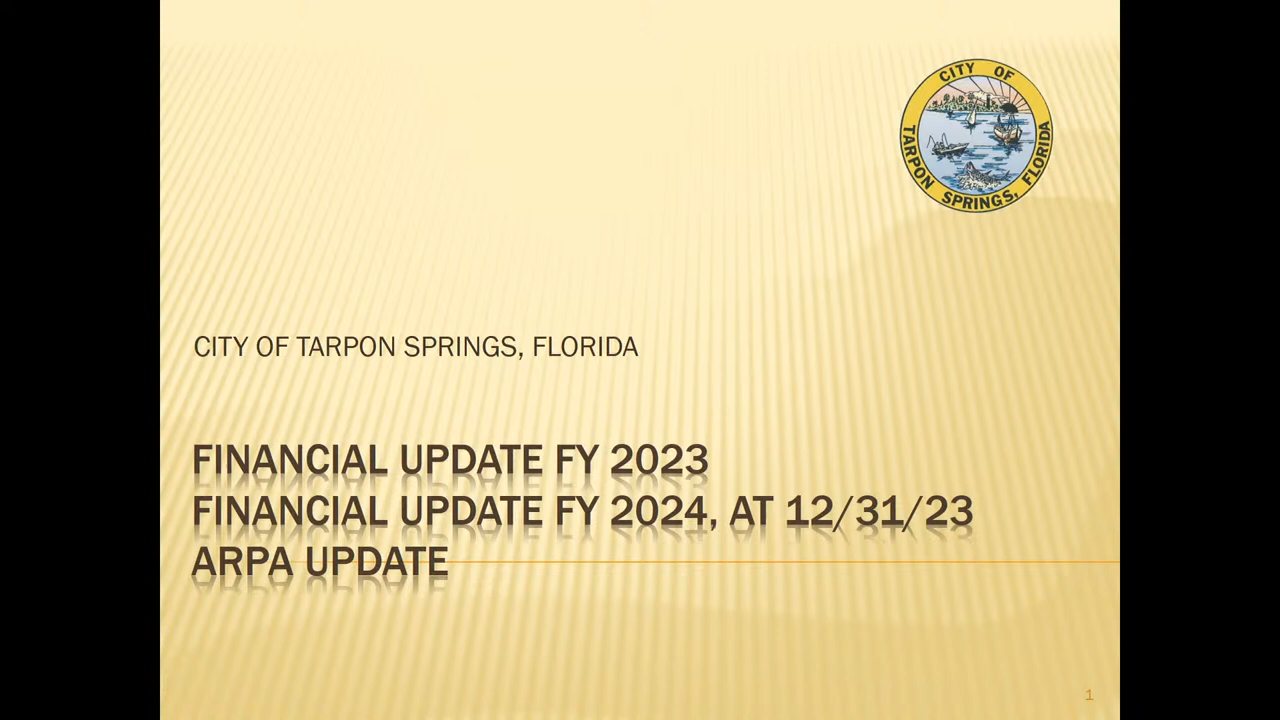 CITY OF
TARPON SPRINGS, FLORIDA
CITY OF TARPON SPRINGS, FLORIDA
FINANCIAL UPDATE FY 2023
FINANCIAL UPDATE FY 2024, AT 12/31/23
ARPA UPDATE
1